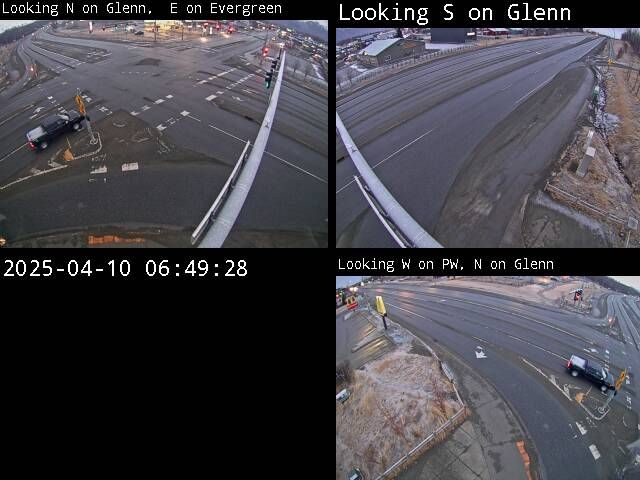 Looking N on Glenn,  E on Evergreen
Looking S on Glenn
2025-04-10 06:49:28
Looking W on PW, N on Glenn